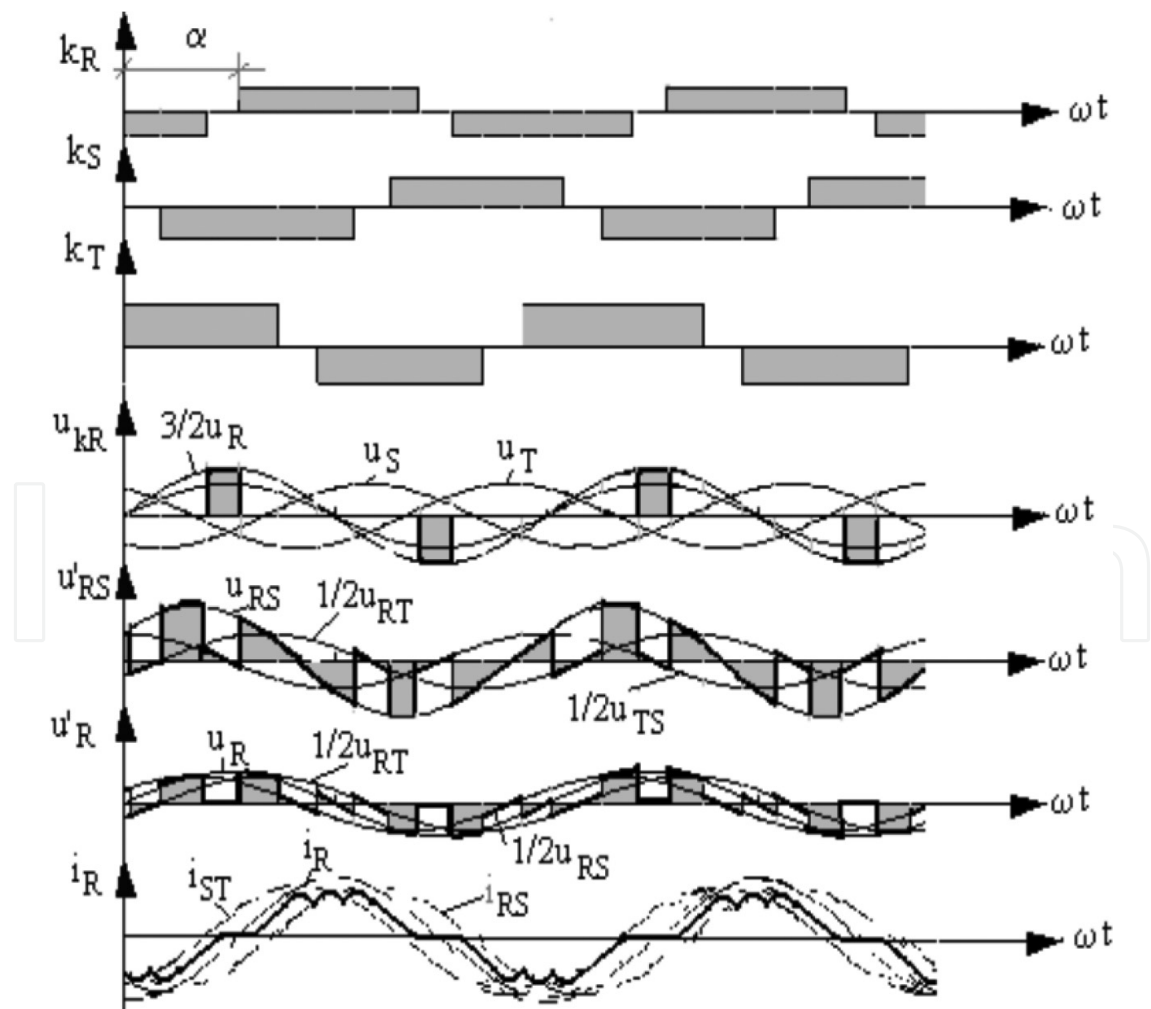 α
k_R
ωt
k_S
ωt
k_T
ωt
u_kR
3/2u_R
u_S
u_T
ωt
u'_RS
u_RS
1/2u_RT
ωt
1/2u_TS
u'_R
u_R
1/2u_RT
ωt
1/2u_RS
i_R
i_ST
i_R
i_RS
ωt